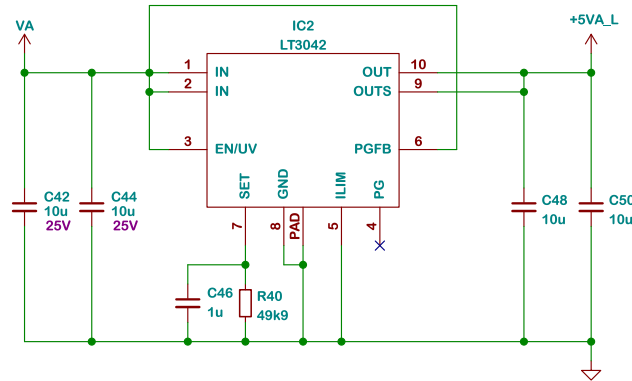 VA
IC2
LT3042
+5VA_L
1
IN
OUT
10
2
IN
OUTS
9
3
EN/UV
PGFB
6
SET
GND
ILIM
PG
7
8
PAD
5
4
C42
10u
25V
C44
10u
25V
C48
10u
C50
10u
C46
1u
R40
49k9